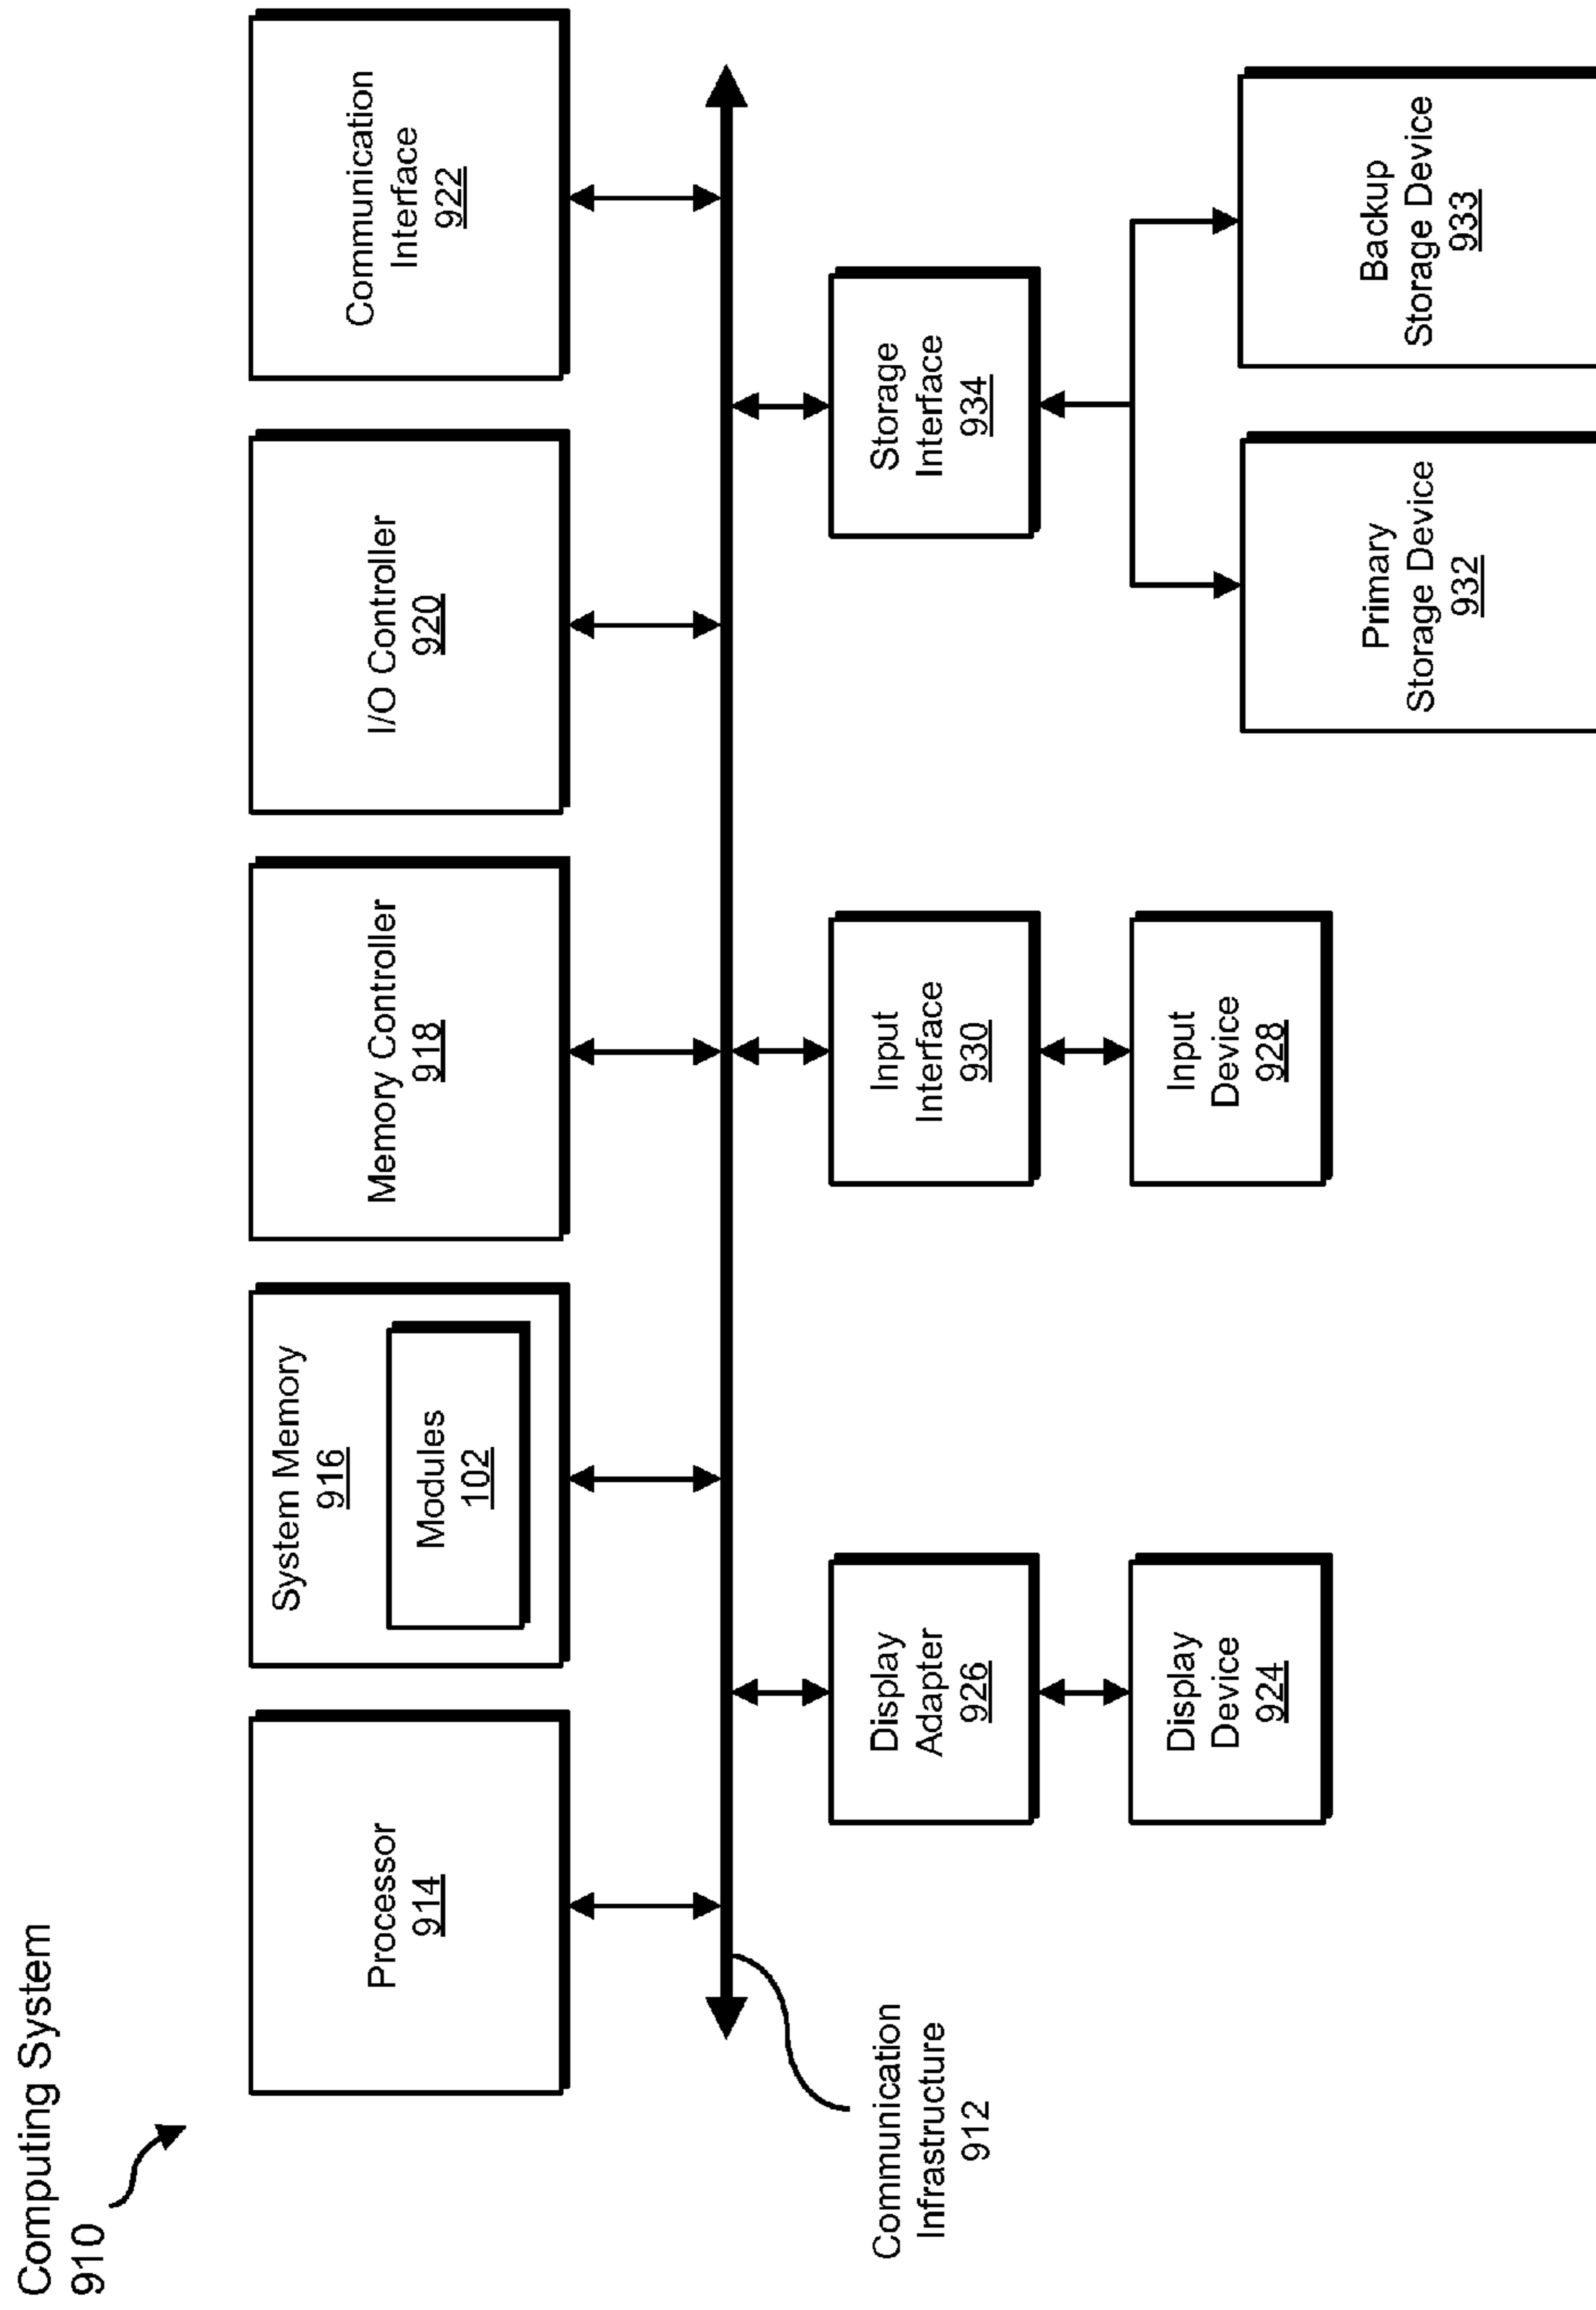 Computing System
910
Processor
914
System Memory
916
Modules
102
Memory Controller
918
I/O Controller
920
Communication
Interface
922
Communication
Infrastructure
912
Display
Adapter
926
Input
Interface
930
Storage
Interface
934
Display
Device
924
Input
Device
928
Primary
Storage Device
932
Backup
Storage Device
933